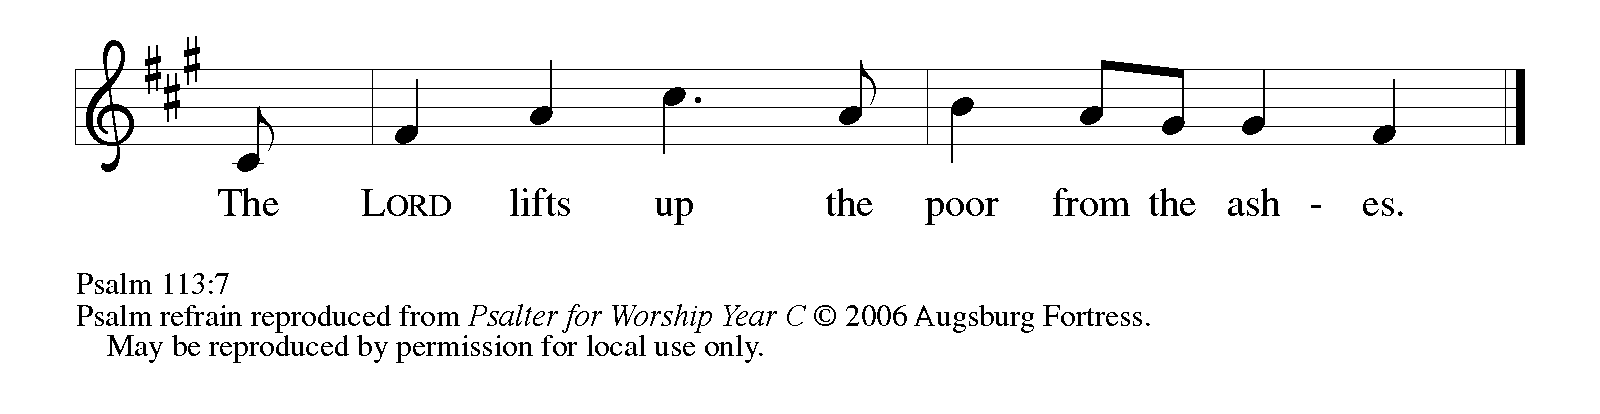 The LORD lifts up the poor from the ash - es.
Psalm 113:7
Psalm refrain reproduced from Psalter for Worship Year C © 2006 Augsburg Fortress.
May be reproduced by permission for local use only.